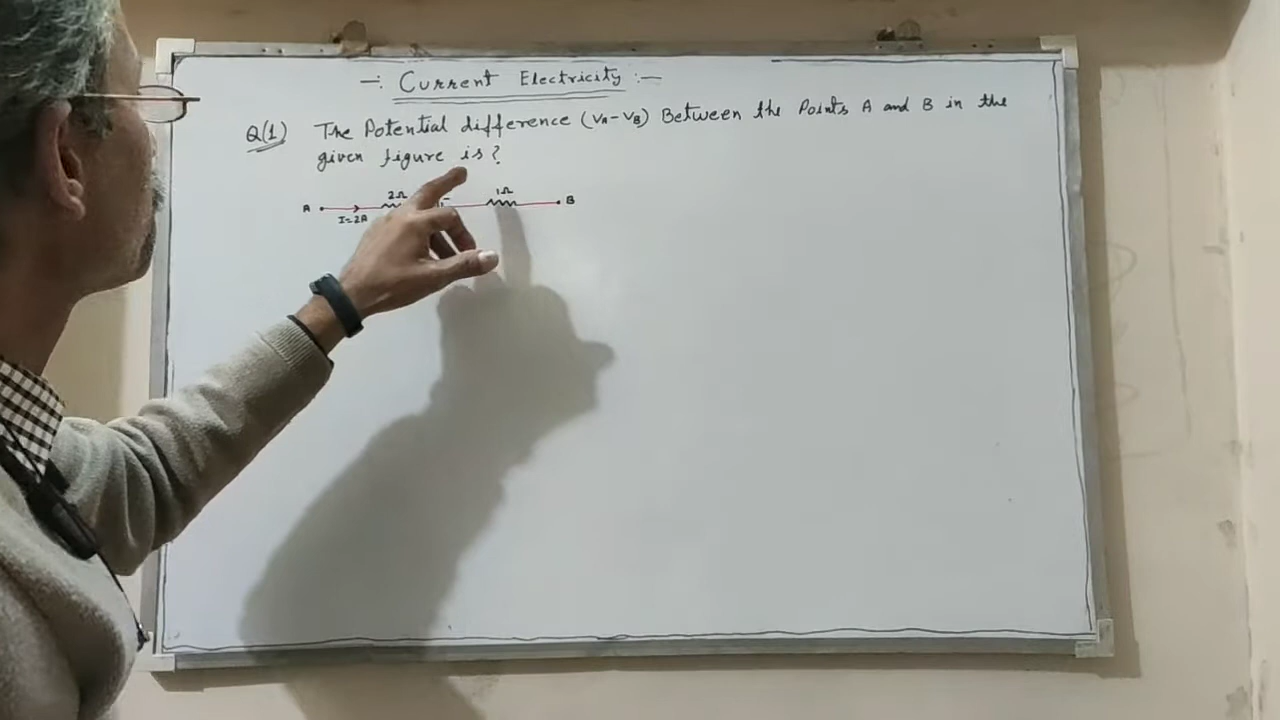 -: Current Electricity :-
Q(1) The Potential difference (VA-VB) Between the Points A and B in the
given figure is?
2Ω 1Ω
A B
I=2A